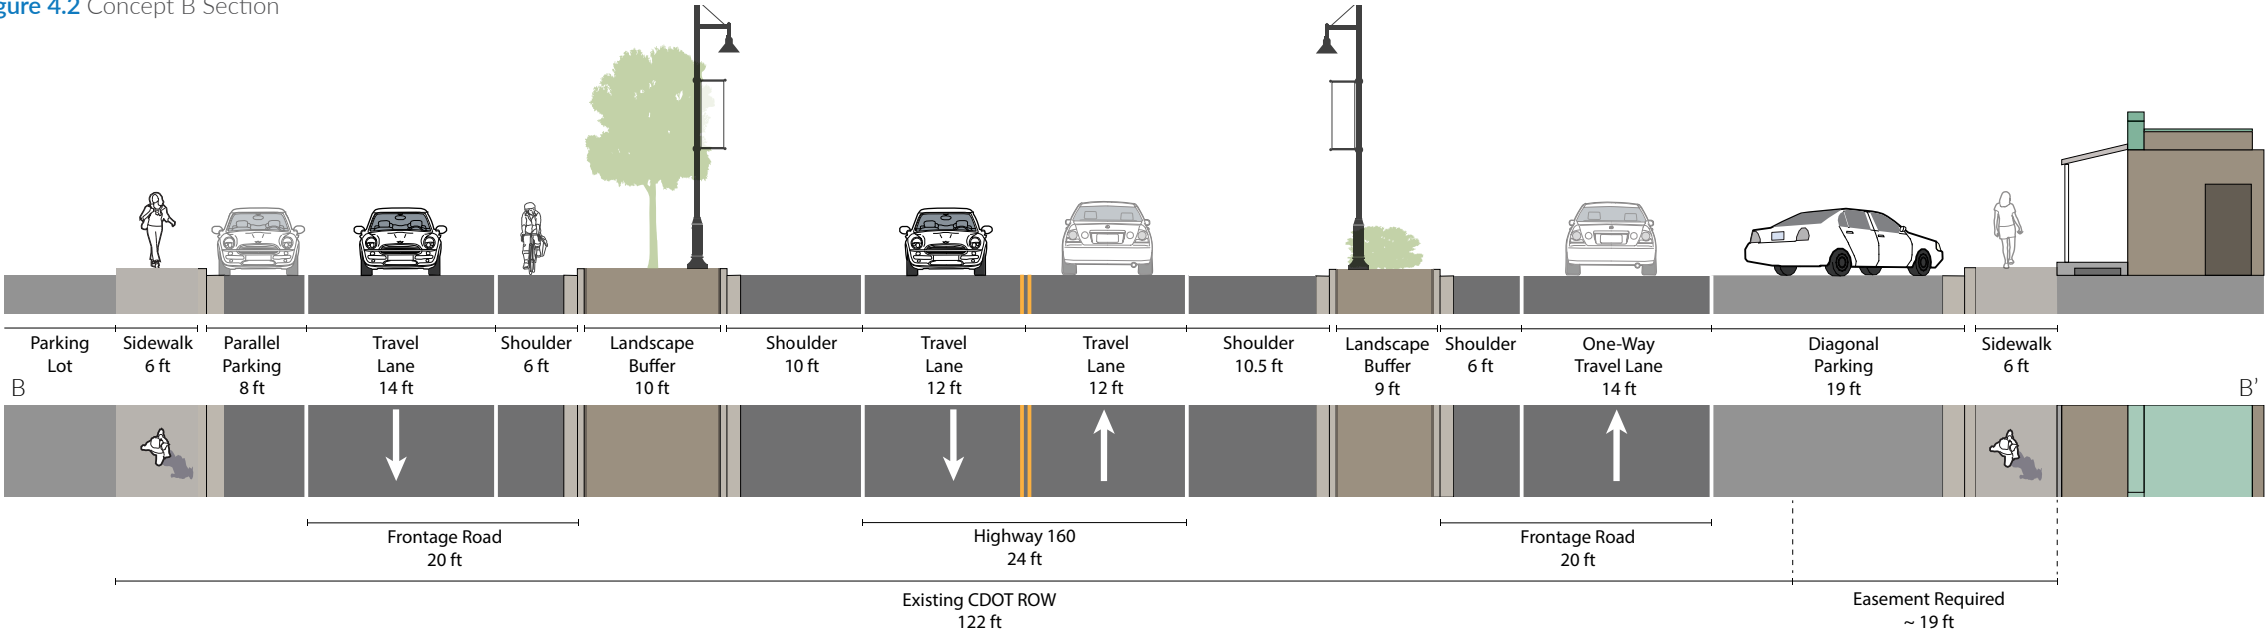 gure 4.2 Concept B Section
Parking
Lot
Sidewalk
6 ft
Parallel
Parking
8 ft
Travel
Lane
14 ft
Shoulder
6 ft
Landscape
Buffer
10 ft
Shoulder
10 ft
Travel
Lane
12 ft
Travel
Lane
12 ft
Shoulder
10.5 ft
Landscape
Buffer
9 ft
Shoulder
6 ft
One-Way
Travel Lane
14 ft
Diagonal
Parking
19 ft
Sidewalk
6 ft
B
B’
Frontage Road
20 ft
Highway 160
24 ft
Frontage Road
20 ft
Existing CDOT ROW
122 ft
Easement Required
~ 19 ft